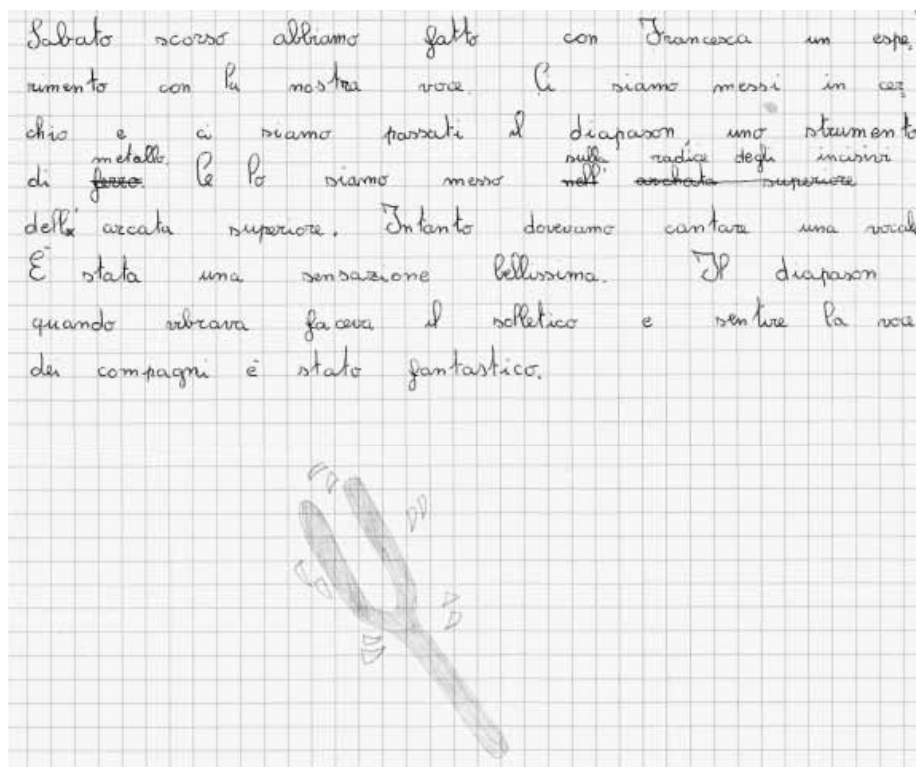 Sabato scorso abbiamo fatto con Francesca un espe:
rimento con la nostra voce. Ci siamo messi in cer:
chio e ci siamo passati il diapason, uno strumento
metallo. sulla radice degli incisivi
di ferro. Ce lo siamo messo nell' archata superiore
dell' arcata superiore. Intanto dovevamo cantare una vocale
È stata una sensazione bellissima. Il diapason
quando vibrava faceva il solletico e sentire la voce
dei compagni è stato fantastico.